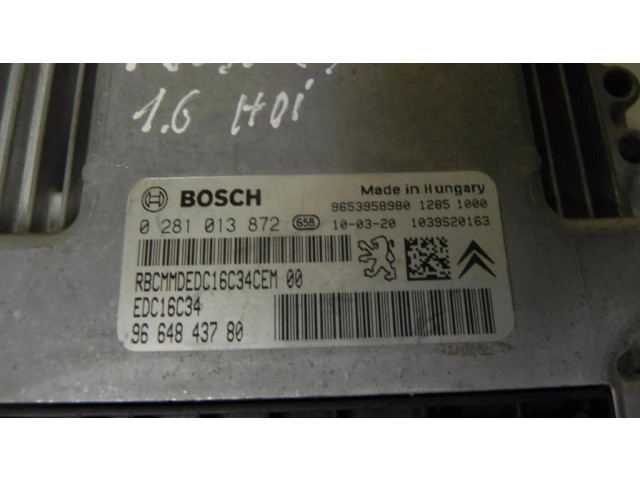 1.6 HDi
BOSCH
Made in Hungary
9653958980 1285 1000
0 281 013 872 658 10-03-20 1039S20163
RBCMMDEDC16C34CEM 00
EDC16C34
96 648 437 80